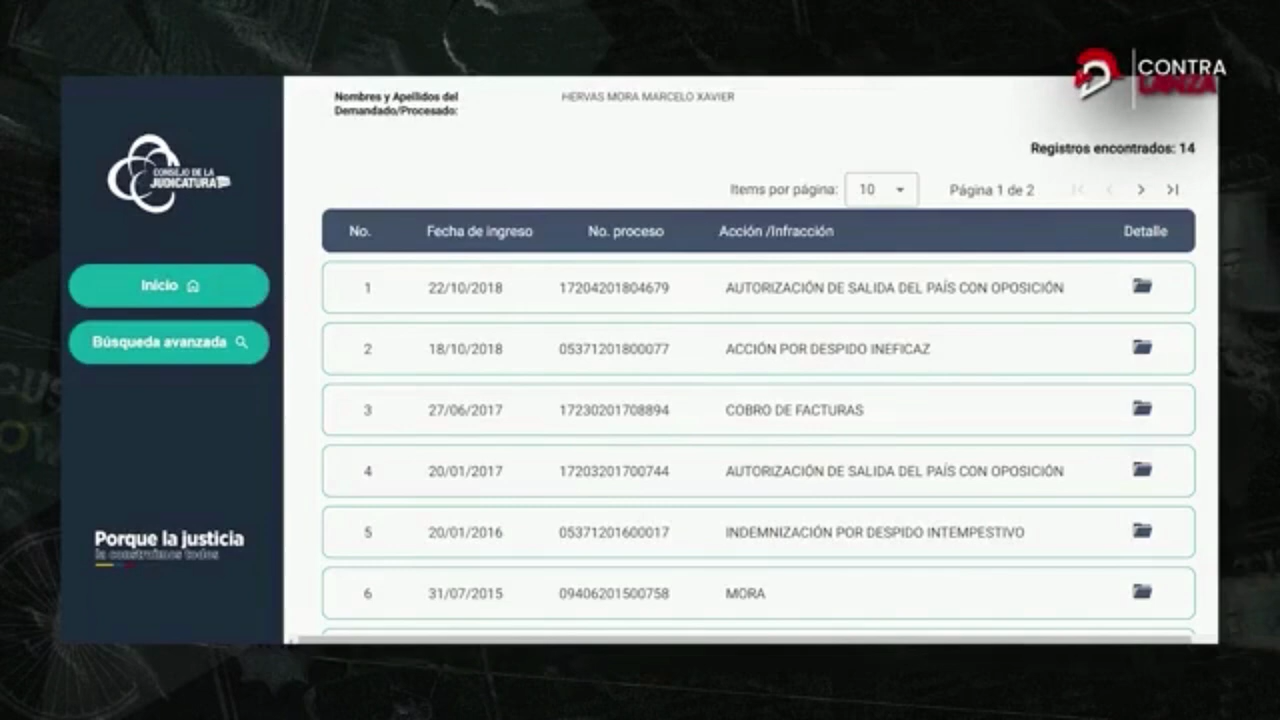 CONTRA
LANZA
Nombres y Apellidos del
Demandado/Procesado:
HERVAS MORA MARCELO XAVIER
Registros encontrados: 14
Items por página: 10
Página 1 de 2
CONSEJO DE LA
JUDICATURA
Inicio
Búsqueda avanzada
Porque la justicia
la construimos todos
No. Fecha de ingreso No. proceso Acción /Infracción Detalle
1 22/10/2018 17204201804679 AUTORIZACIÓN DE SALIDA DEL PAÍS CON OPOSICIÓN
2 18/10/2018 05371201800077 ACCIÓN POR DESPIDO INEFICAZ
3 27/06/2017 17230201708894 COBRO DE FACTURAS
4 20/01/2017 17203201700744 AUTORIZACIÓN DE SALIDA DEL PAÍS CON OPOSICIÓN
5 20/01/2016 05371201600017 INDEMNIZACIÓN POR DESPIDO INTEMPESTIVO
6 31/07/2015 09406201500758 MORA